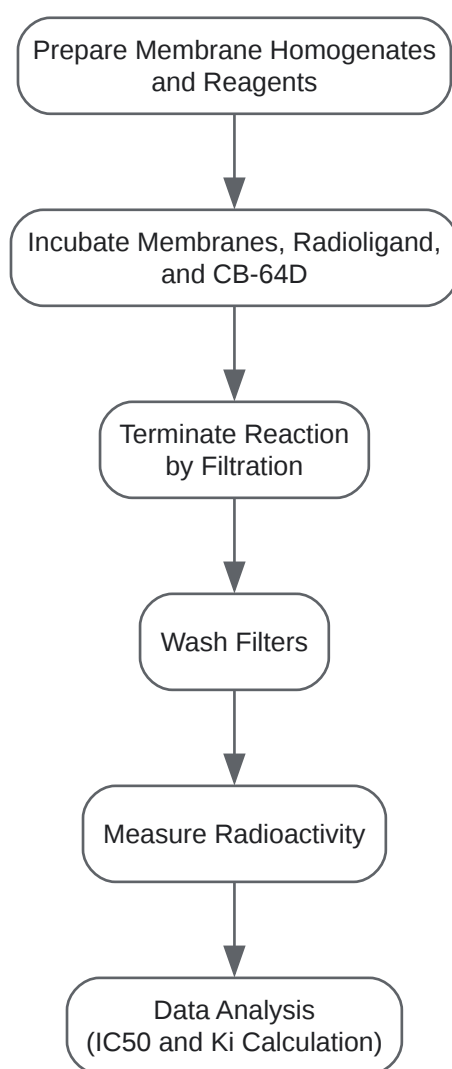 Prepare Membrane Homogenates
and Reagents
Incubate Membranes, Radioligand,
and CB-64D
Terminate Reaction
by Filtration
Wash Filters
Measure Radioactivity
Data Analysis
(IC50 and Ki Calculation)